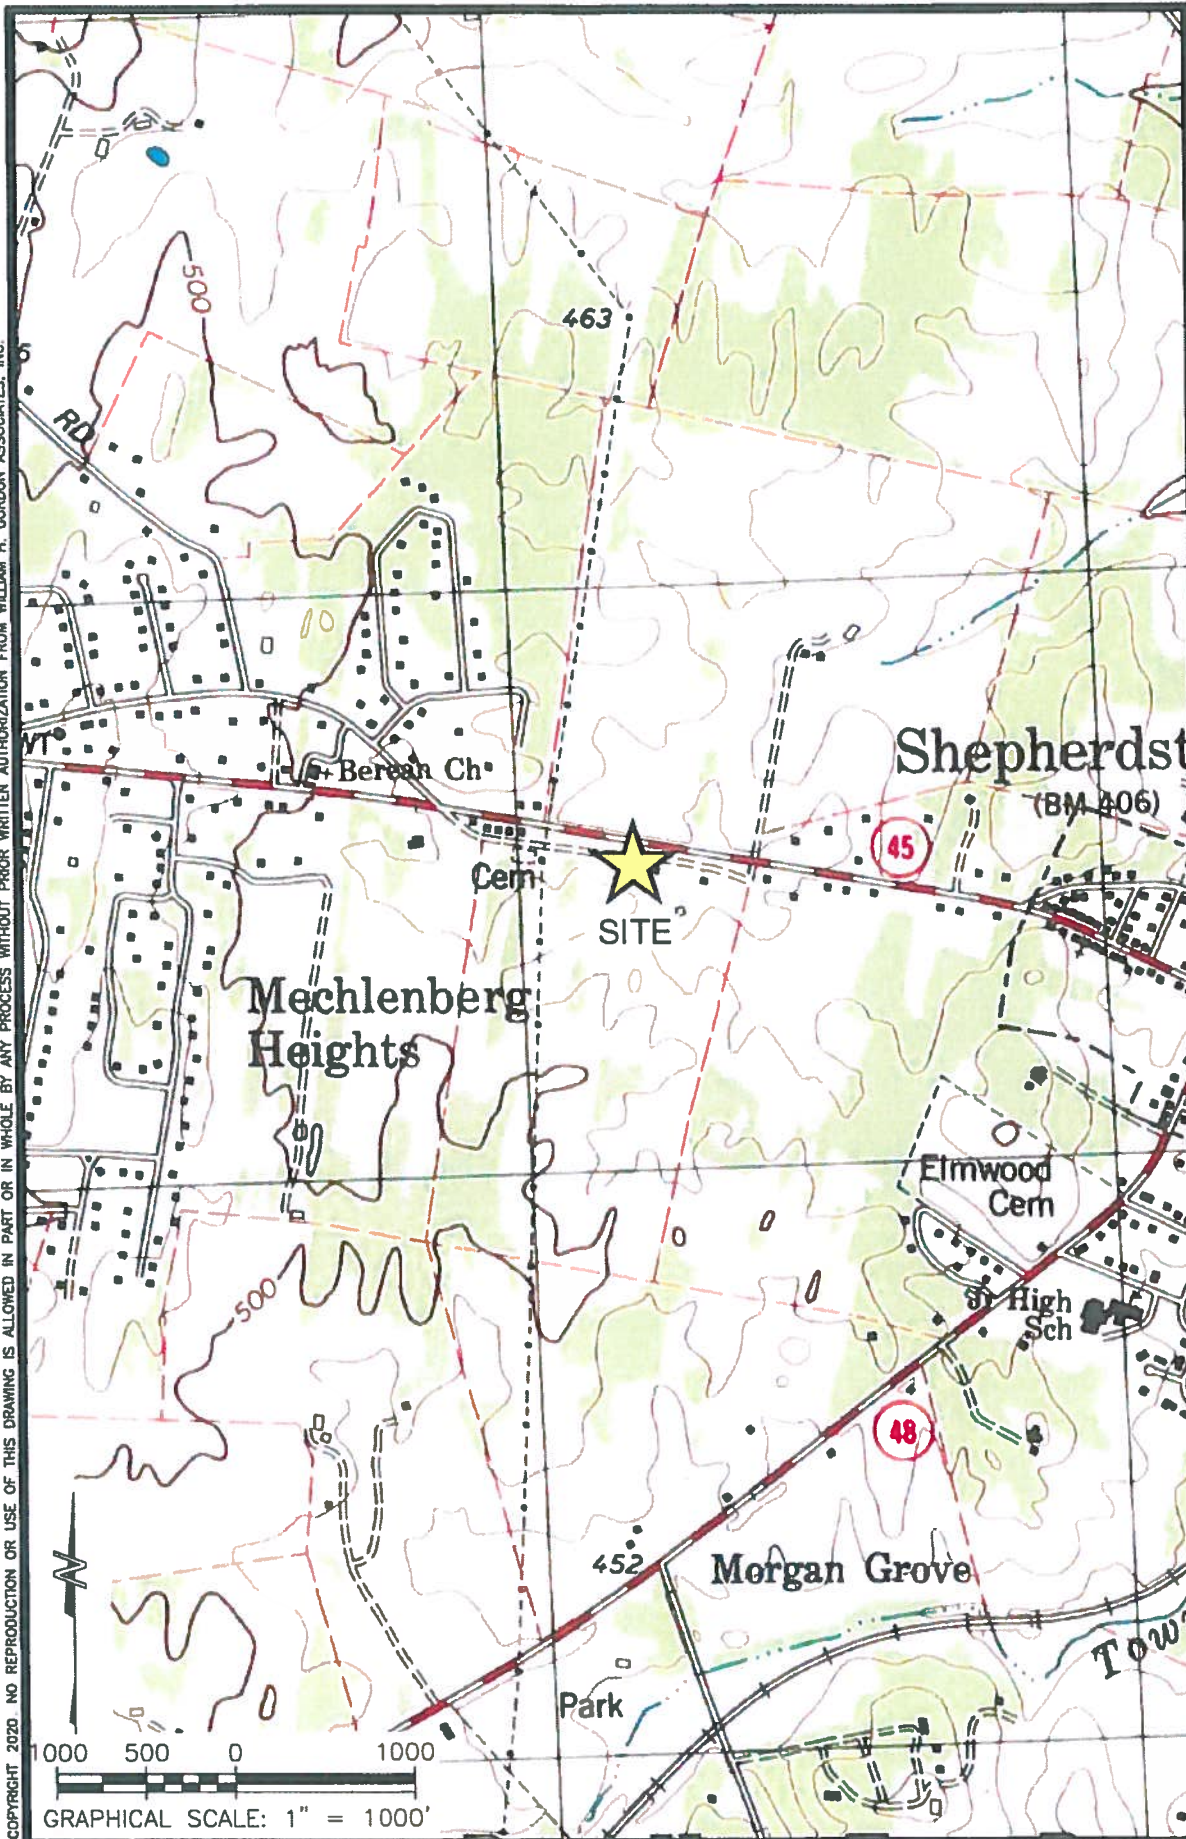 500
463
RD
Berean Ch
Shepherdst
(BM 406)
45
Cem
SITE
Mechlenberg
Heights
Elmwood
Cem
500
Jr High
Sch
48
452
Morgan Grove
Tow
Park
N
1000 500 0 1000
GRAPHICAL SCALE: 1" = 1000'
COPYRIGHT 2020. NO REPRODUCTION OR USE OF THIS DRAWING IS ALLOWED IN PART OR IN WHOLE BY ANY PROCESS WITHOUT PRIOR WRITTEN AUTHORIZATION FROM WILLIAM H. GORDON ASSOCIATES, INC.